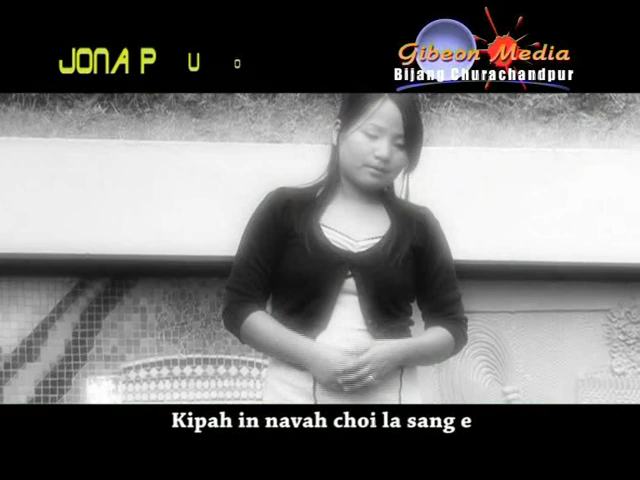 JONA P U O
Gibeon Media
Bijang Churachandpur
Kipah in navah choi la sang e